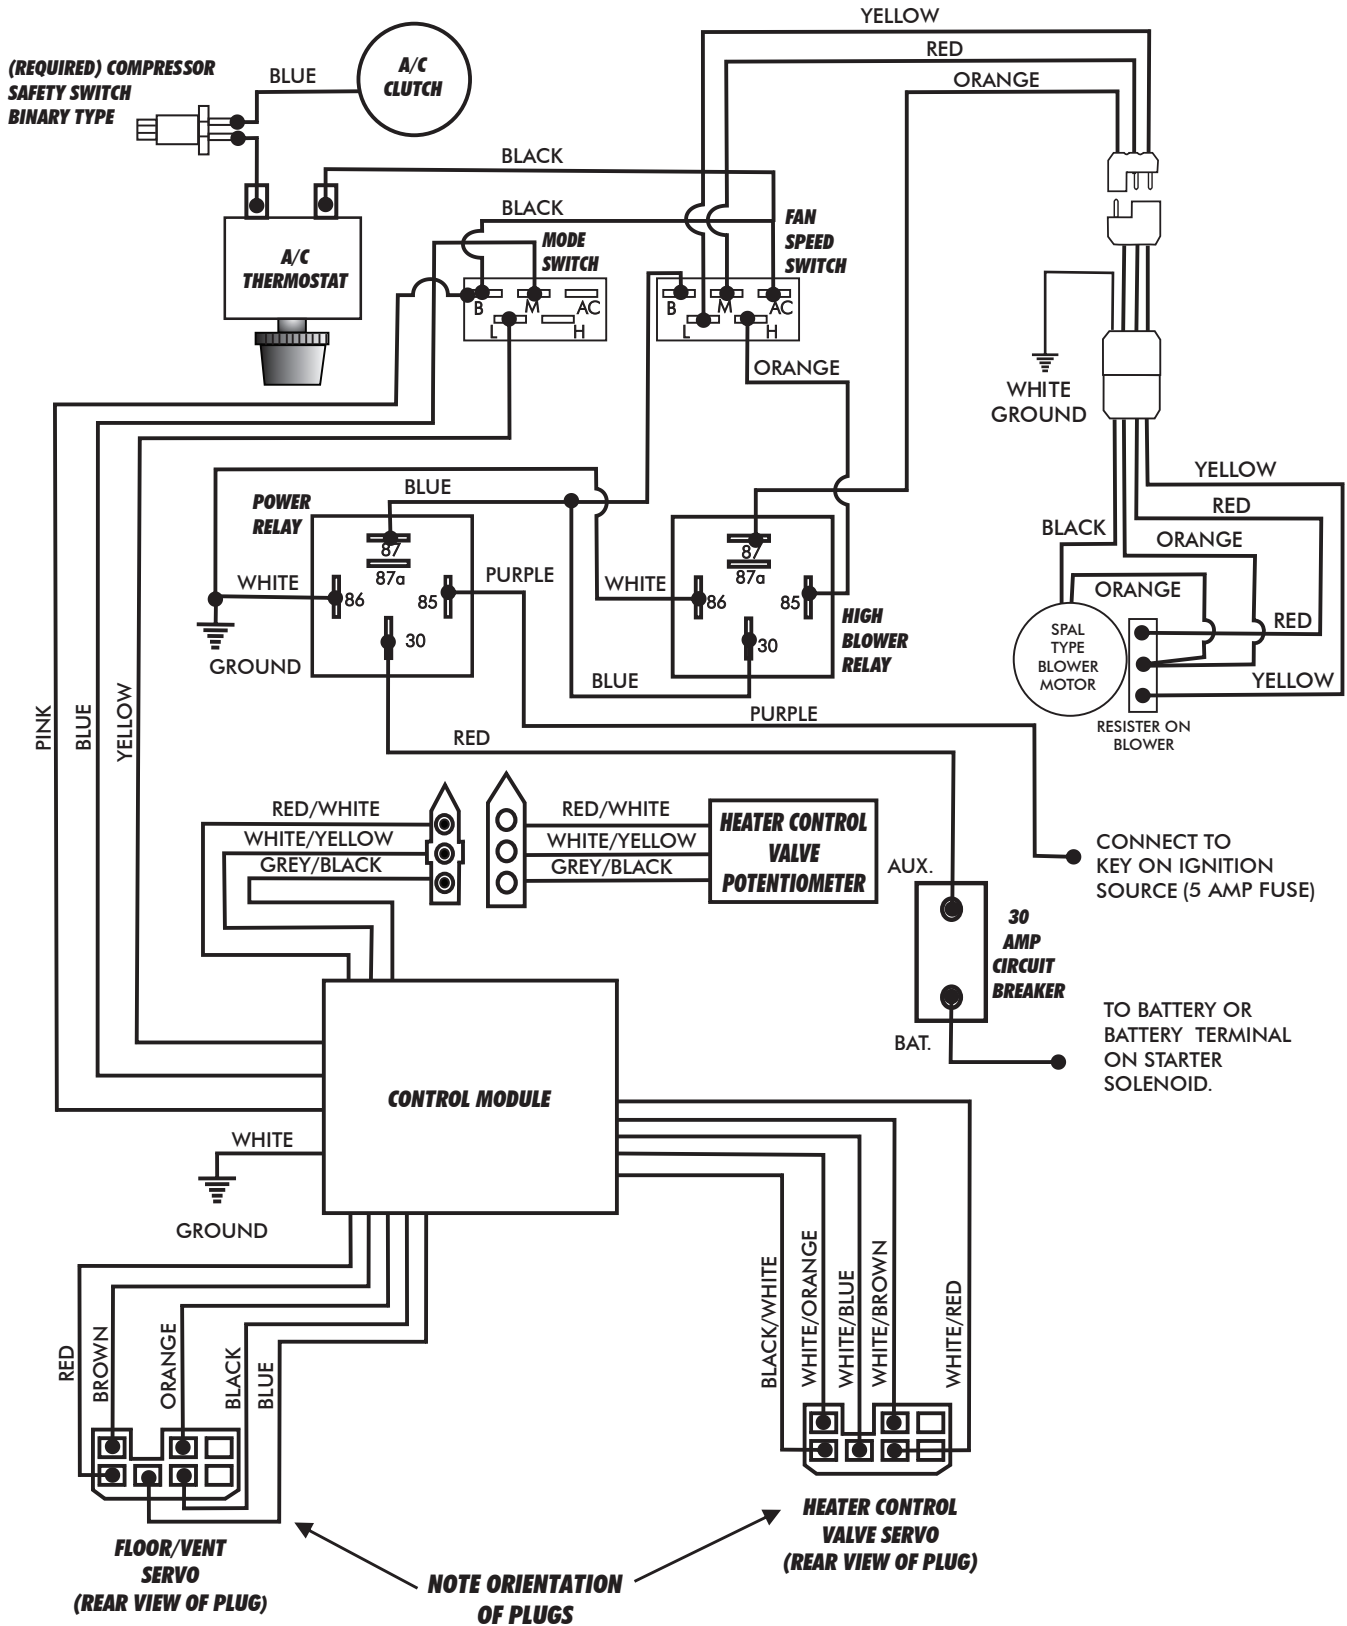 YELLOW
RED
ORANGE
(REQUIRED) COMPRESSOR
SAFETY SWITCH
BINARY TYPE
BLUE
A/C
CLUTCH
BLACK
BLACK
A/C
THERMOSTAT
MODE
SWITCH
FAN
SPEED
SWITCH
B M AC
L H
B M AC
L H
ORANGE
WHITE
GROUND
POWER
RELAY
BLUE
87
87a
86 85
30
WHITE
PURPLE
GROUND
WHITE
87
87a
86 85
30
HIGH
BLOWER
RELAY
BLUE
YELLOW
RED
BLACK
ORANGE
ORANGE
RED
SPAL
TYPE
BLOWER
MOTOR
YELLOW
RESISTER ON
BLOWER
PINK
BLUE
YELLOW
PURPLE
RED
RED/WHITE
WHITE/YELLOW
GREY/BLACK
RED/WHITE
WHITE/YELLOW
GREY/BLACK
HEATER CONTROL
VALVE
POTENTIOMETER
CONNECT TO
KEY ON IGNITION
SOURCE (5 AMP FUSE)
AUX.
30
AMP
CIRCUIT
BREAKER
BAT.
TO BATTERY OR
BATTERY TERMINAL
ON STARTER
SOLENOID.
CONTROL MODULE
WHITE
GROUND
RED
BROWN
ORANGE
BLACK
BLUE
BLACK/WHITE
WHITE/ORANGE
WHITE/BLUE
WHITE/BROWN
WHITE/RED
FLOOR/VENT
SERVO
(REAR VIEW OF PLUG)
HEATER CONTROL
VALVE SERVO
(REAR VIEW OF PLUG)
NOTE ORIENTATION
OF PLUGS